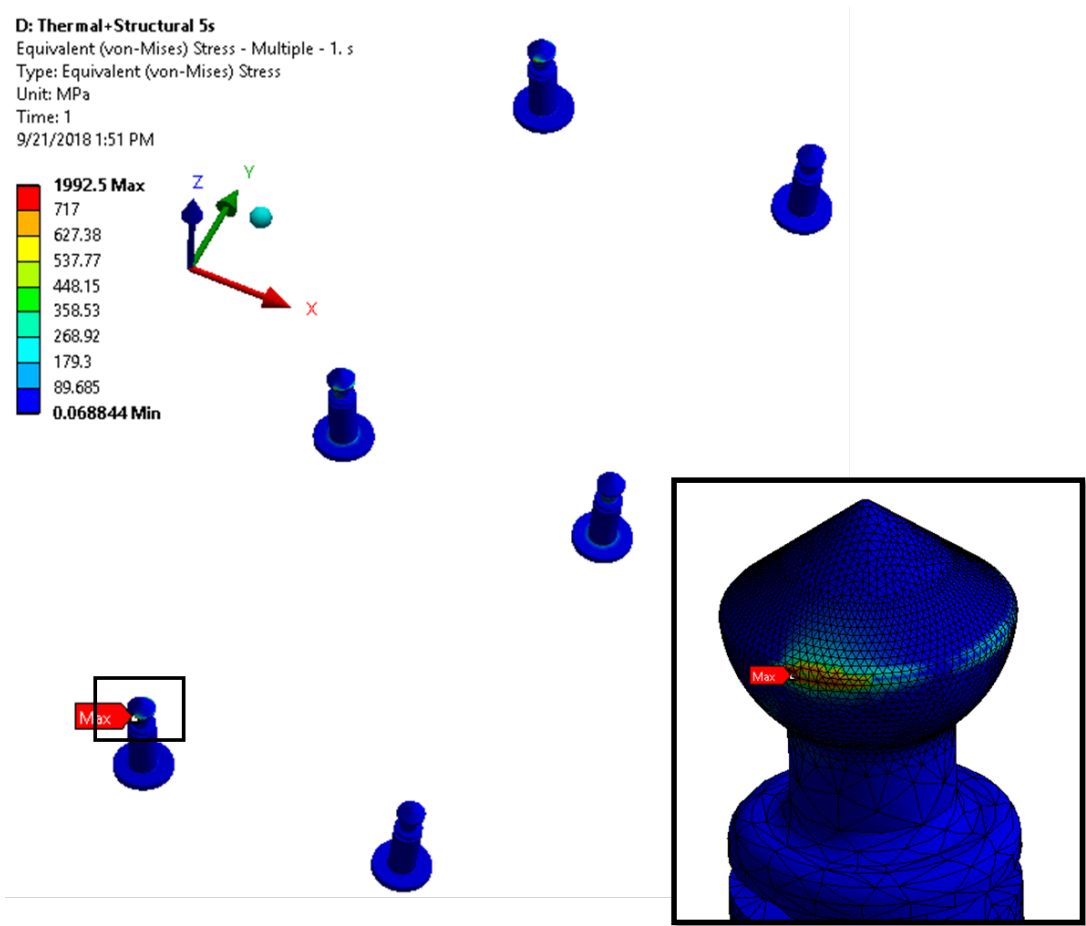 D: Thermal+Structural 5s
Equivalent (von-Mises) Stress - Multiple - 1. s
Type: Equivalent (von-Mises) Stress
Unit: MPa
Time: 1
9/21/2018 1:51 PM
1992.5 Max
717
627.38
537.77
448.15
358.53
268.92
179.3
89.685
0.068844 Min
Z
Y
X
Max
Max